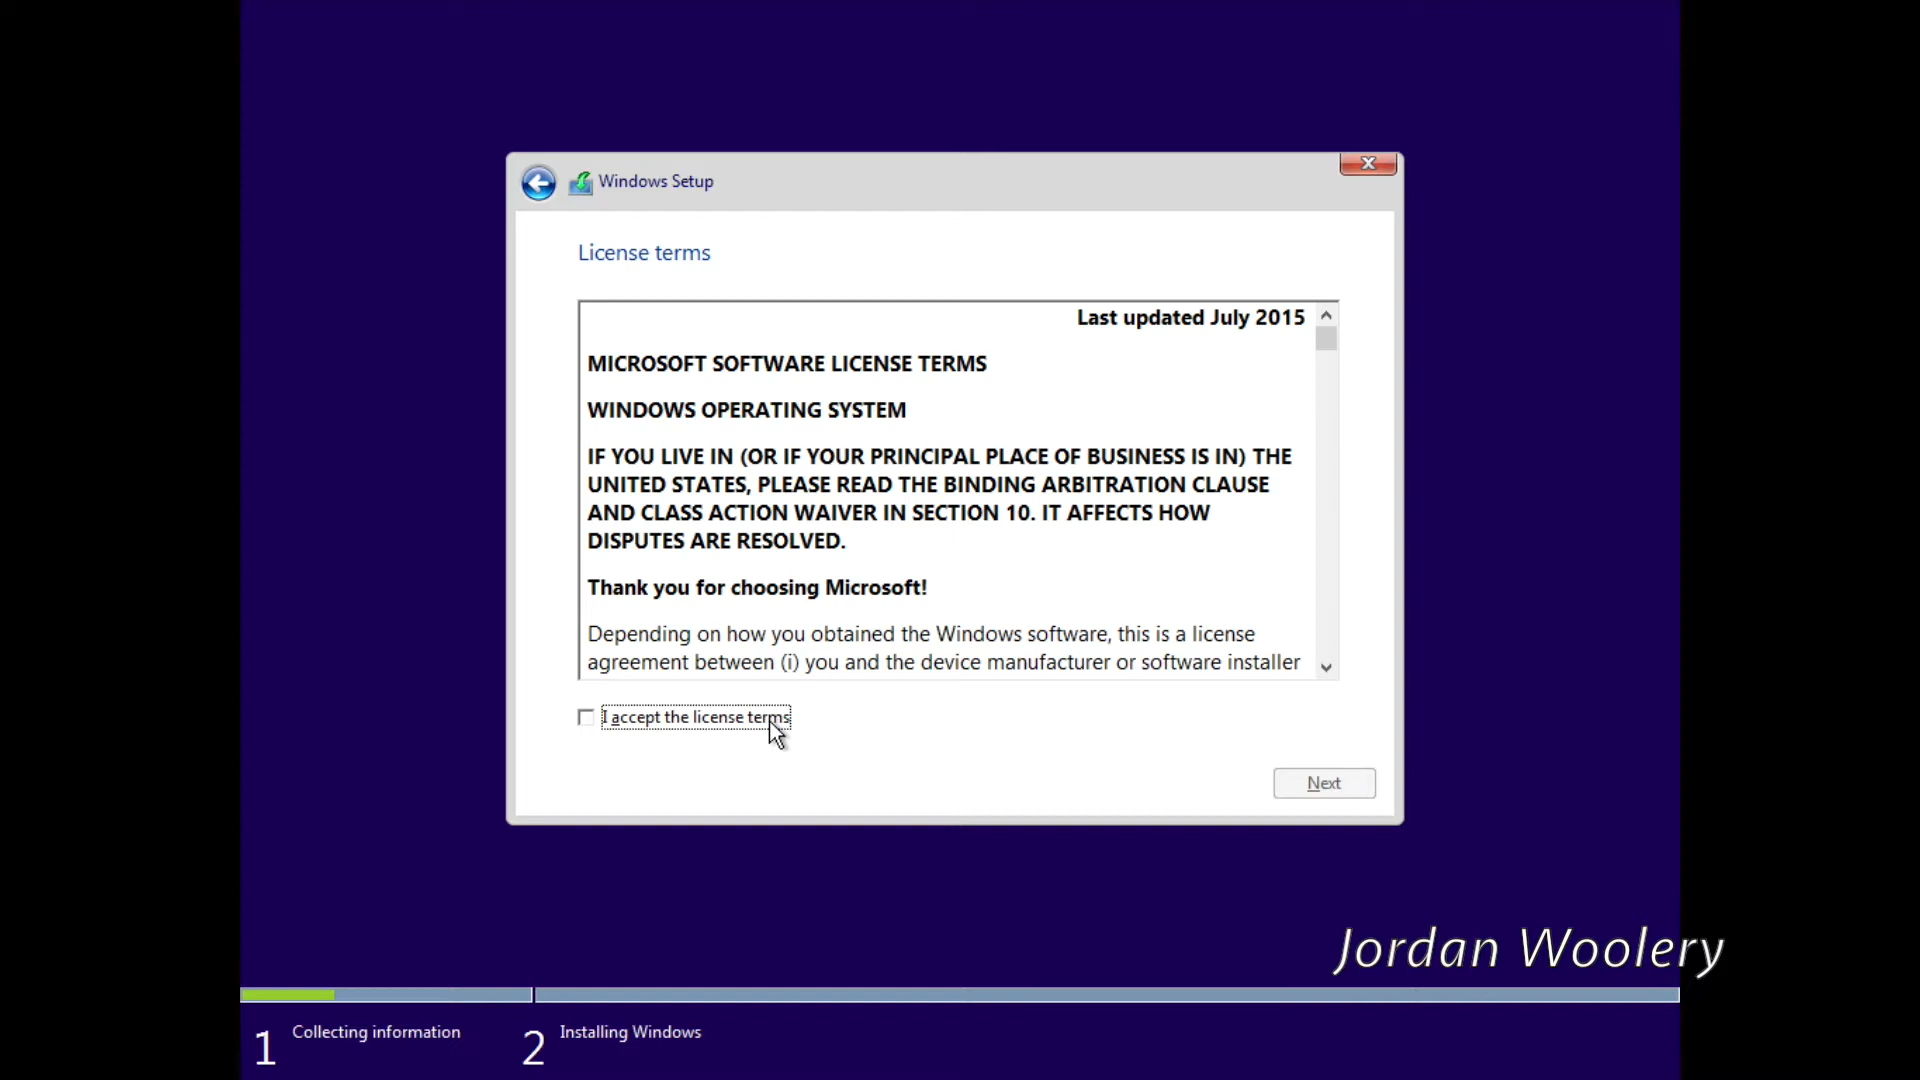 Windows Setup
License terms
Last updated July 2015
MICROSOFT SOFTWARE LICENSE TERMS
WINDOWS OPERATING SYSTEM
IF YOU LIVE IN (OR IF YOUR PRINCIPAL PLACE OF BUSINESS IS IN) THE
UNITED STATES, PLEASE READ THE BINDING ARBITRATION CLAUSE
AND CLASS ACTION WAIVER IN SECTION 10. IT AFFECTS HOW
DISPUTES ARE RESOLVED.
Thank you for choosing Microsoft!
Depending on how you obtained the Windows software, this is a license
agreement between (i) you and the device manufacturer or software installer
I accept the license terms
Next
Jordan Woolery
1 Collecting information
2 Installing Windows